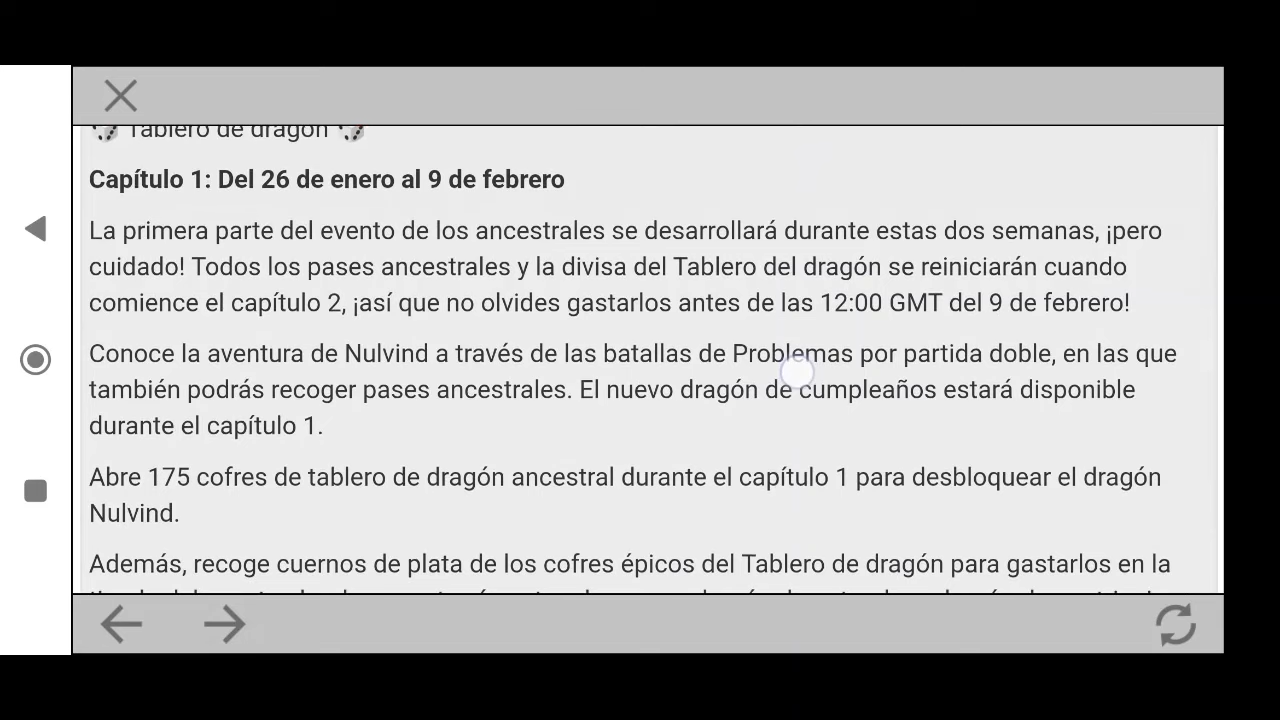 Tablero de dragón
Capítulo 1: Del 26 de enero al 9 de febrero
La primera parte del evento de los ancestrales se desarrollará durante estas dos semanas, ¡pero
cuidado! Todos los pases ancestrales y la divisa del Tablero del dragón se reiniciarán cuando
comience el capítulo 2, ¡así que no olvides gastarlos antes de las 12:00 GMT del 9 de febrero!
Conoce la aventura de Nulvind a través de las batallas de Problemas por partida doble, en las que
también podrás recoger pases ancestrales. El nuevo dragón de cumpleaños estará disponible
durante el capítulo 1.
Abre 175 cofres de tablero de dragón ancestral durante el capítulo 1 para desbloquear el dragón
Nulvind.
Además, recoge cuernos de plata de los cofres épicos del Tablero de dragón para gastarlos en la